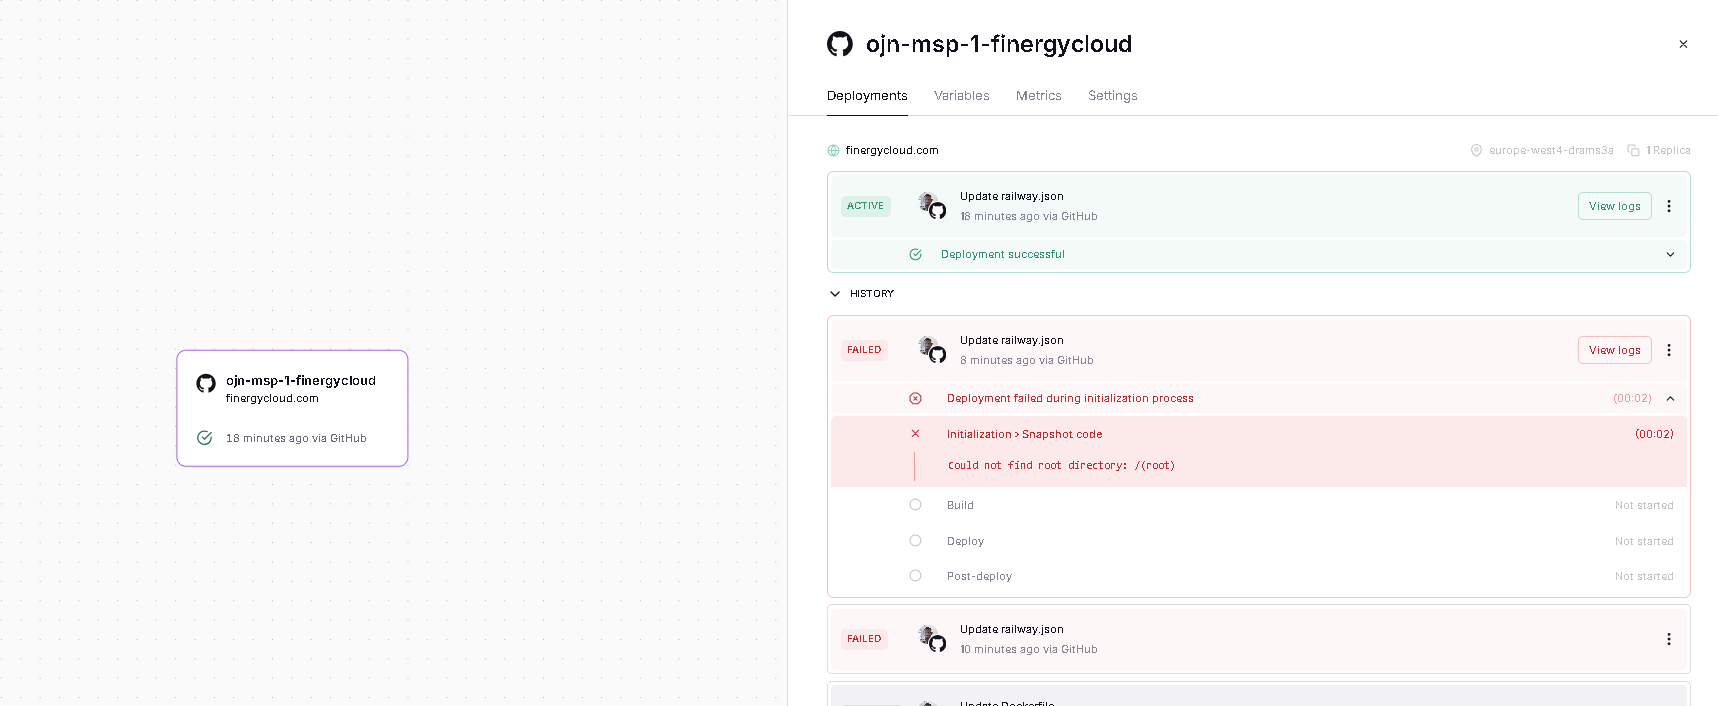 ojn-msp-1-finergycloud
finergycloud.com
18 minutes ago via GitHub
ojn-msp-1-finergycloud
Deployments Variables Metrics Settings
finergycloud.com europe-west4-drams3a 1 Replica
ACTIVE Update railway.json View logs
18 minutes ago via GitHub
Deployment successful
HISTORY
FAILED Update railway.json View logs
8 minutes ago via GitHub
Deployment failed during initialization process (00:02)
Initialization > Snapshot code (00:02)
Could not find root directory: /(root)
Build Not started
Deploy Not started
Post-deploy Not started
FAILED Update railway.json
10 minutes ago via GitHub
Update Dockerfile